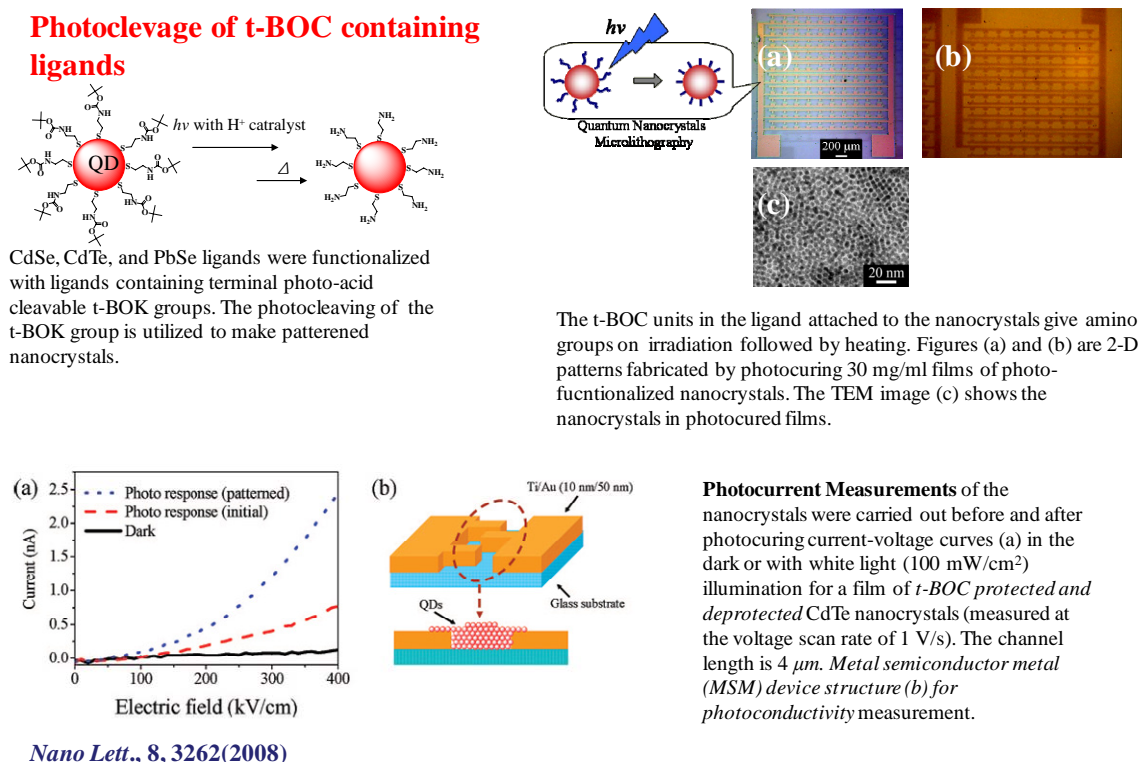 Photoclevage of t-BOC containing
ligands
QD
hν with H+ catralyst
Δ
CdSe, CdTe, and PbSe ligands were functionalized
with ligands containing terminal photo-acid
cleavable t-BOK groups. The photocleaving of the
t-BOK group is utilized to make patterened
nanocrystals.
hν
Quantum Nanocrystals
Microlithography
(a)
200 μm
(b)
(c)
20 nm
The t-BOC units in the ligand attached to the nanocrystals give amino
groups on irradiation followed by heating. Figures (a) and (b) are 2-D
patterns fabricated by photocuring 30 mg/ml films of photo-
fucntionalized nanocrystals. The TEM image (c) shows the
nanocrystals in photocured films.
(a)
Current (nA)
2.5
2.0
1.5
1.0
0.5
0.0
Photo response (patterned)
Photo response (initial)
Dark
0
100
200
300
400
Electric field (kV/cm)
(b)
Ti/Au (10 nm/50 nm)
QDs
Glass substrate
Photocurrent Measurements of the
nanocrystals were carried out before and after
photocuring current-voltage curves (a) in the
dark or with white light (100 mW/cm²)
illumination for a film of t-BOC protected and
deprotected CdTe nanocrystals (measured at
the voltage scan rate of 1 V/s). The channel
length is 4 μm. Metal semiconductor metal
(MSM) device structure (b) for
photoconductivity measurement.
Nano Lett., 8, 3262(2008)